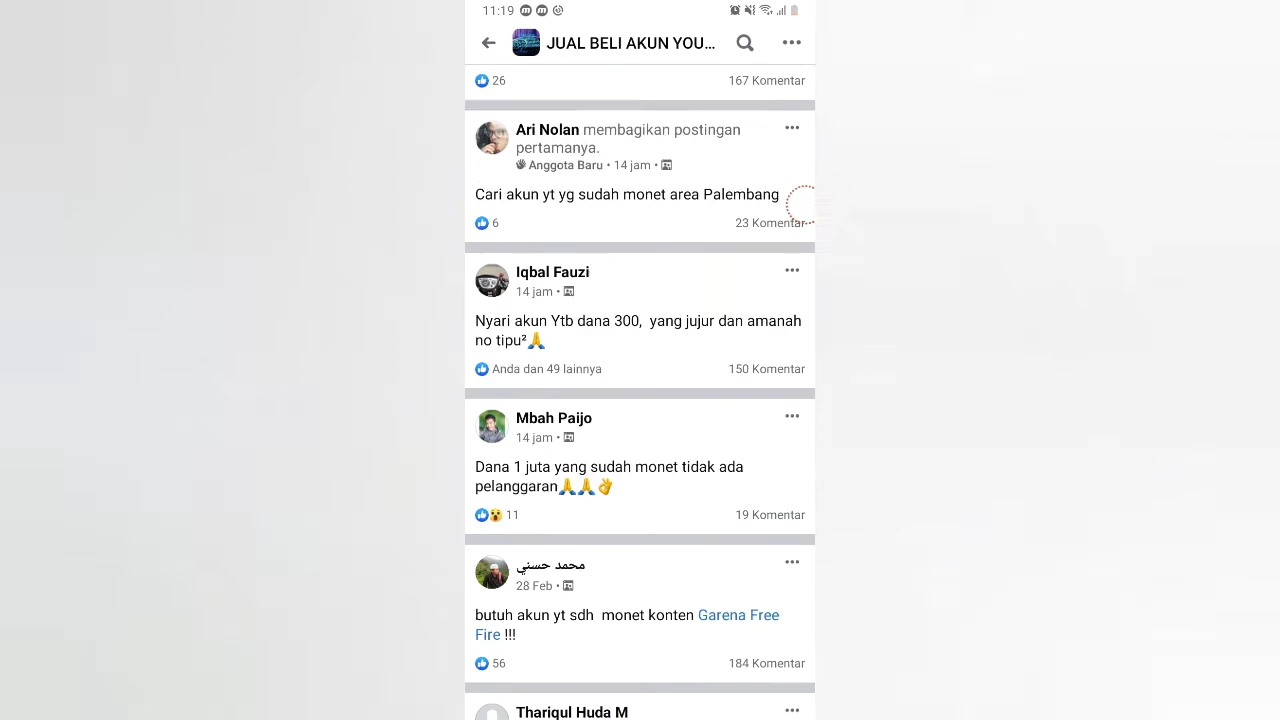 11:19
JUAL BELI AKUN YOU...
26 167 Komentar
Ari Nolan membagikan postingan
pertamanya.
Anggota Baru • 14 jam •
Cari akun yt yg sudah monet area Palembang
6 23 Komentar
Iqbal Fauzi
14 jam •
Nyari akun Ytb dana 300, yang jujur dan amanah
no tipu²🙏
Anda dan 49 lainnya 150 Komentar
Mbah Paijo
14 jam •
Dana 1 juta yang sudah monet tidak ada
pelanggaran🙏🙏👌
11 19 Komentar
محمد حسني
28 Feb •
butuh akun yt sdh monet konten Garena Free
Fire !!!
56 184 Komentar
Thariqul Huda M